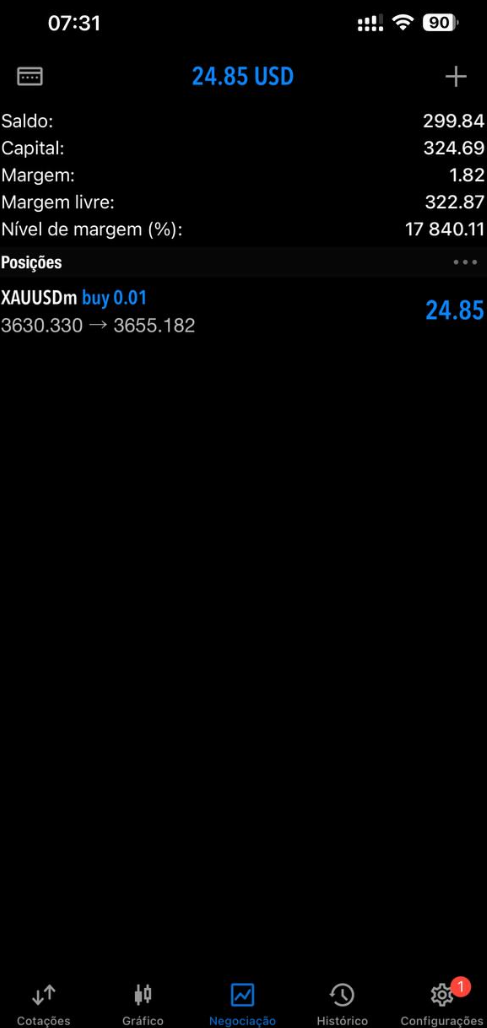 07:31 90
24.85 USD
Saldo: 299.84
Capital: 324.69
Margem: 1.82
Margem livre: 322.87
Nível de margem (%): 17 840.11
Posições
XAUUSDm buy 0.01 24.85
3630.330 → 3655.182
1
Cotações Gráfico Negociação Histórico Configurações